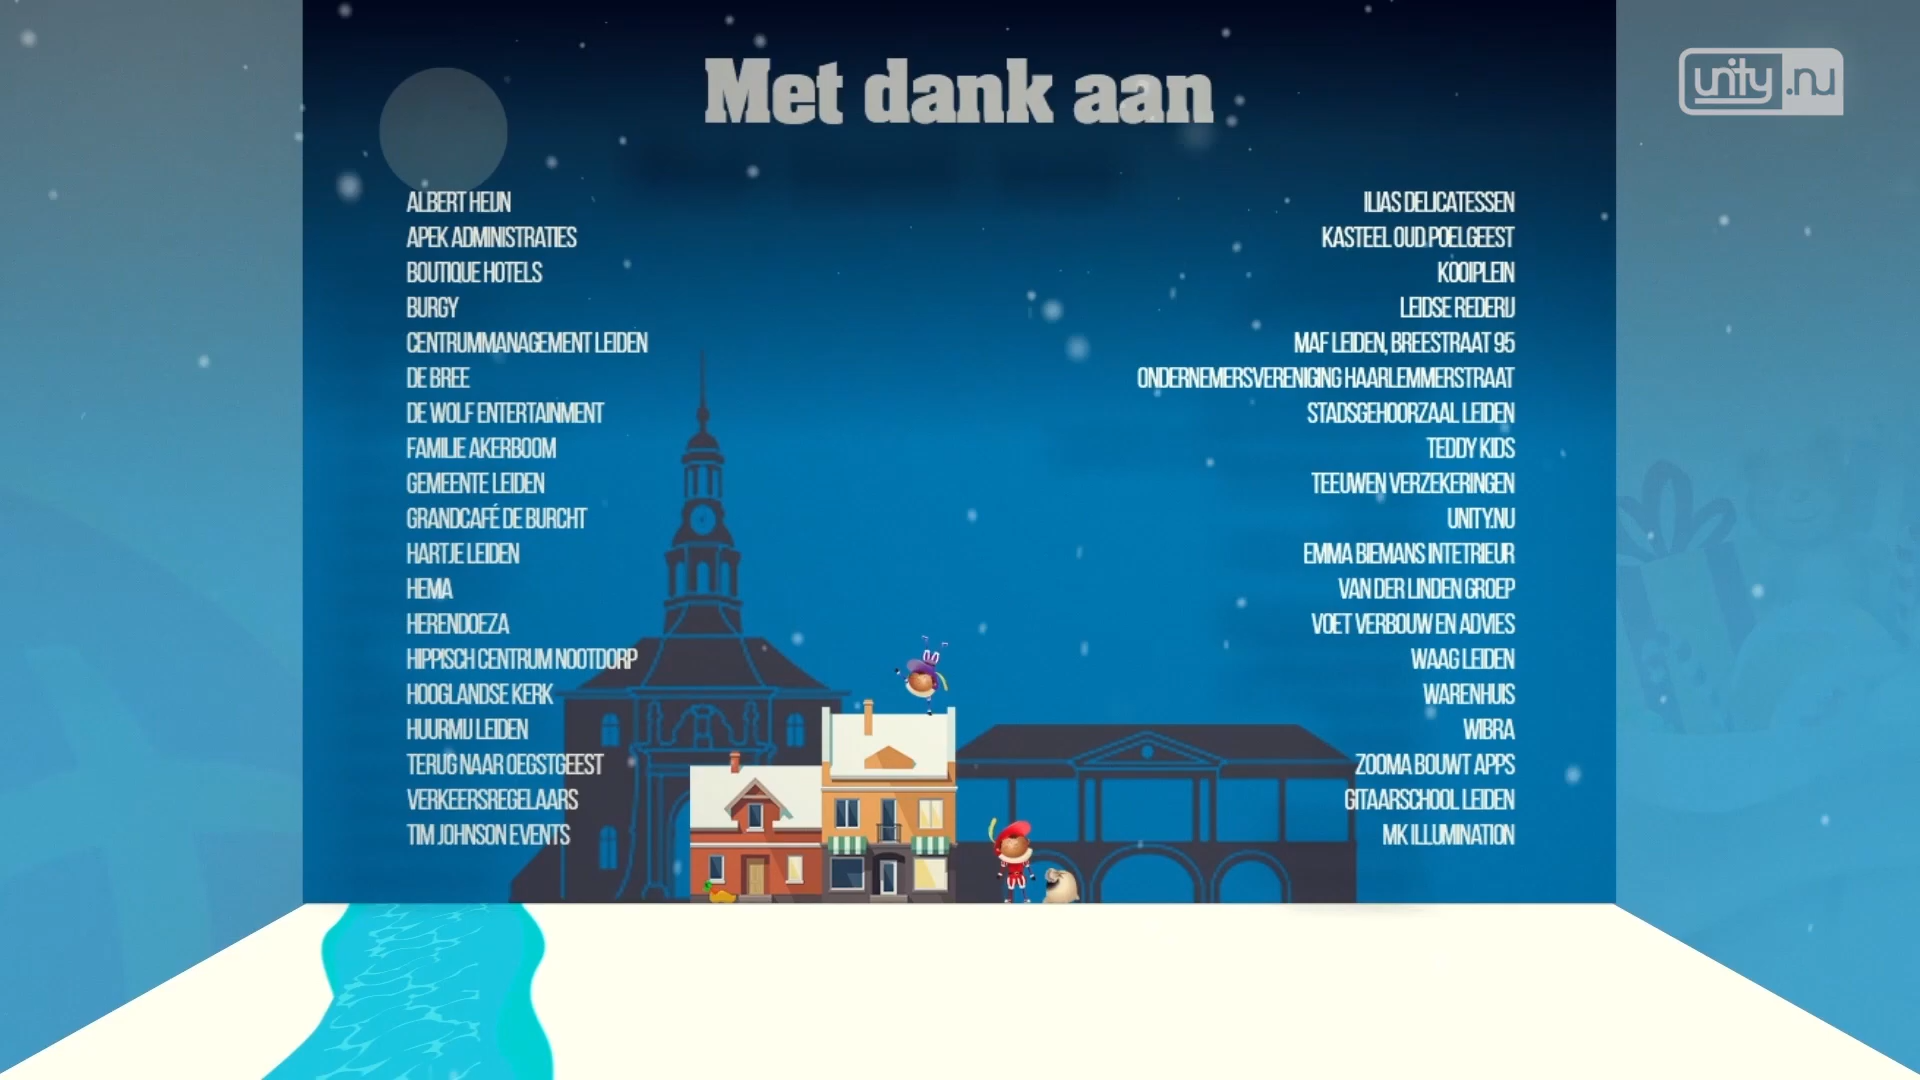 Met dank aan
unity.nu
ALBERT HEIJN
APEK ADMINISTRATIES
BOUTIQUE HOTELS
BURGY
CENTRUMMANAGEMENT LEIDEN
DE BREE
DE WOLF ENTERTAINMENT
FAMILIE AKERBOOM
GEMEENTE LEIDEN
GRANDCAFÉ DE BURCHT
HARTJE LEIDEN
HEMA
HERENDOEZA
HIPPISCH CENTRUM NOOTDORP
HOOGLANDSE KERK
HUURMIJ LEIDEN
TERUG NAAR OEGSTGEEST
VERKEERSREGELAARS
TIM JOHNSON EVENTS
ILIAS DELICATESSEN
KASTEEL OUD POELGEEST
KOOIPLEIN
LEIDSE REDERIJ
MAF LEIDEN, BREESTRAAT 95
ONDERNEMERSVERENIGING HAARLEMMERSTRAAT
STADSGEHOORZAAL LEIDEN
TEDDY KIDS
TEEUWEN VERZEKERINGEN
UNITY.NU
EMMA BIEMANS INTETRIEUR
VAN DER LINDEN GROEP
VOET VERBOUW EN ADVIES
WAAG LEIDEN
WARENHUIS
WIBRA
ZOOMA BOUWT APPS
GITAARSCHOOL LEIDEN
MK ILLUMINATION